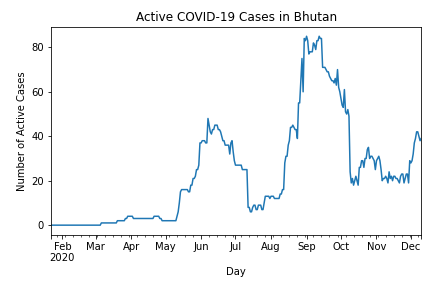 Active COVID-19 Cases in Bhutan
Number of Active Cases
80
60
40
20
0
Feb Mar Apr May Jun Jul Aug Sep Oct Nov Dec
2020
Day